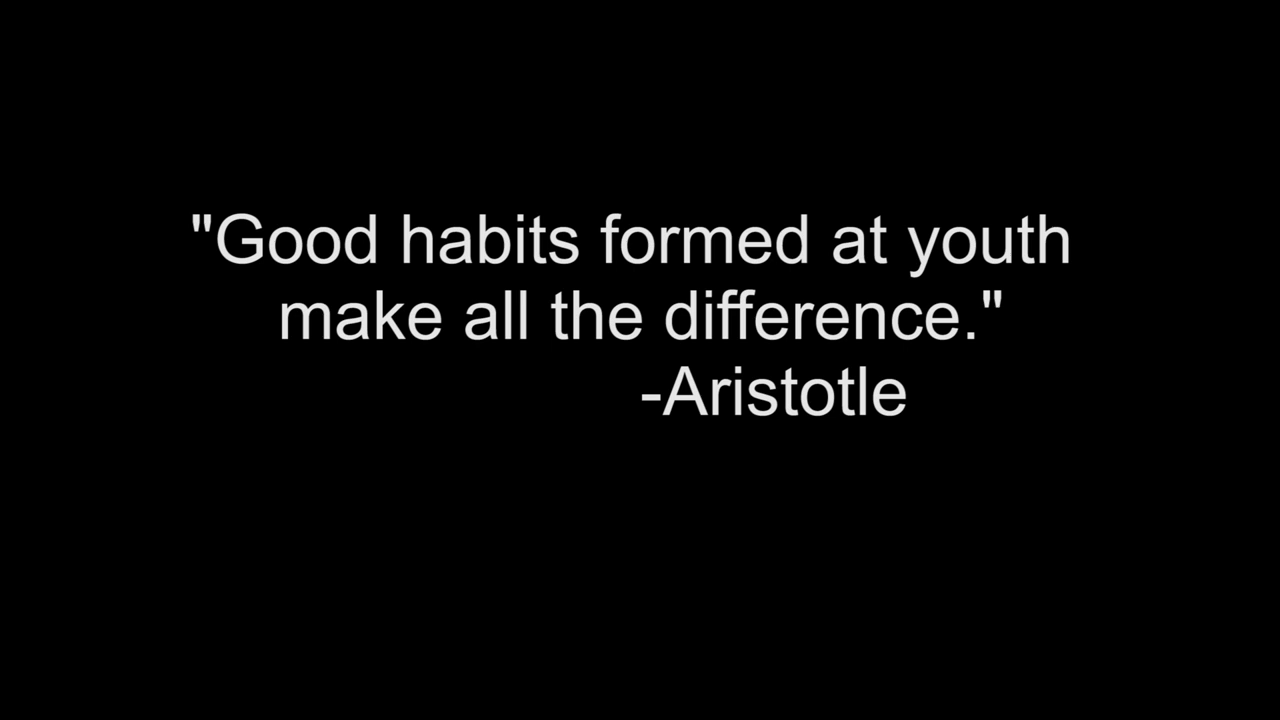 "Good habits formed at youth
make all the difference."
-Aristotle